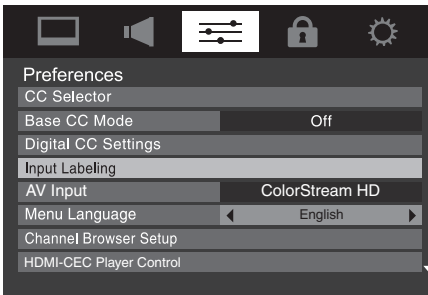 Preferences
CC Selector
Base CC Mode Off
Digital CC Settings
Input Labeling
AV Input ColorStream HD
Menu Language English
Channel Browser Setup
HDMI-CEC Player Control